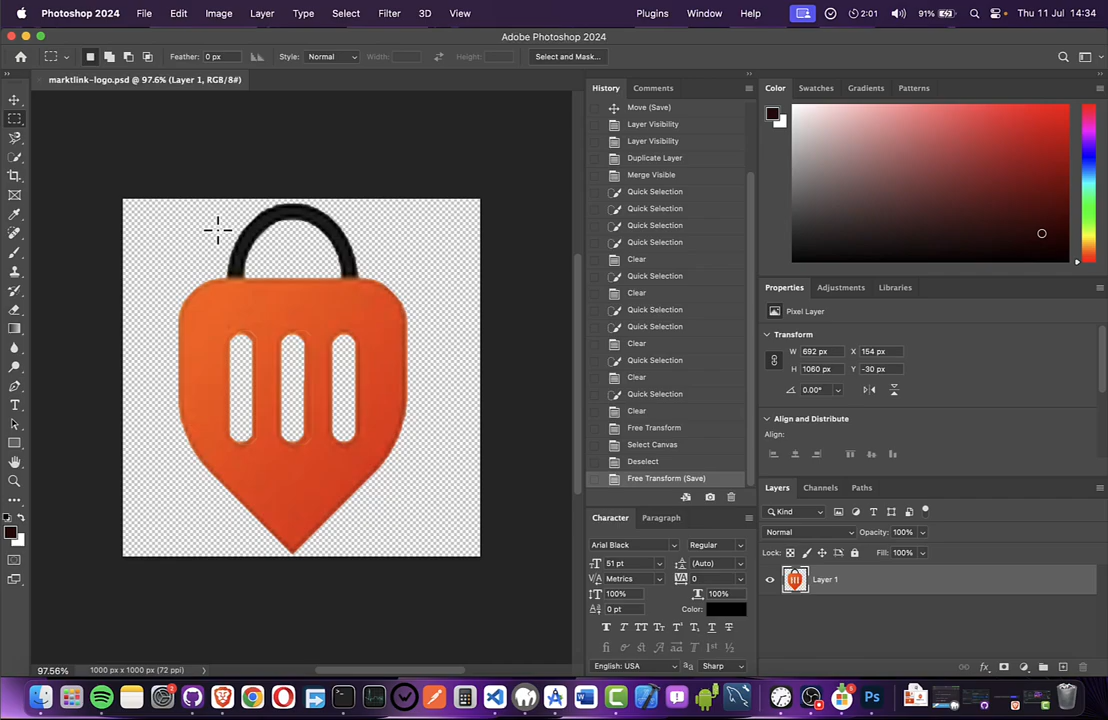 Photoshop 2024 File Edit Image Layer Type Select Filter 3D View Plugins Window Help 2:01 91% Thu 11 Jul 14:34
Adobe Photoshop 2024
Feather: 0 px Style: Normal Width: Height: Select and Mask...
marktlink-logo.psd @ 97.6% (Layer 1, RGB/8#)
History Comments
Move (Save)
Layer Visibility
Layer Visibility
Duplicate Layer
Merge Visible
Quick Selection
Quick Selection
Quick Selection
Quick Selection
Clear
Quick Selection
Clear
Quick Selection
Quick Selection
Clear
Quick Selection
Clear
Quick Selection
Clear
Free Transform
Select Canvas
Deselect
Free Transform (Save)
Character Paragraph
Arial Black Regular
51 pt (Auto)
Metrics 0
100% 100%
0 pt Color:
English: USA Sharp
Color Swatches Gradients Patterns
Properties Adjustments Libraries
Pixel Layer
Transform
W 692 px X 154 px
H 1060 px Y -30 px
0.00°
Align and Distribute
Align:
Layers Channels Paths
Kind
Normal Opacity: 100%
Lock: Fill: 100%
Layer 1
97.56% 1000 px x 1000 px (72 ppi)